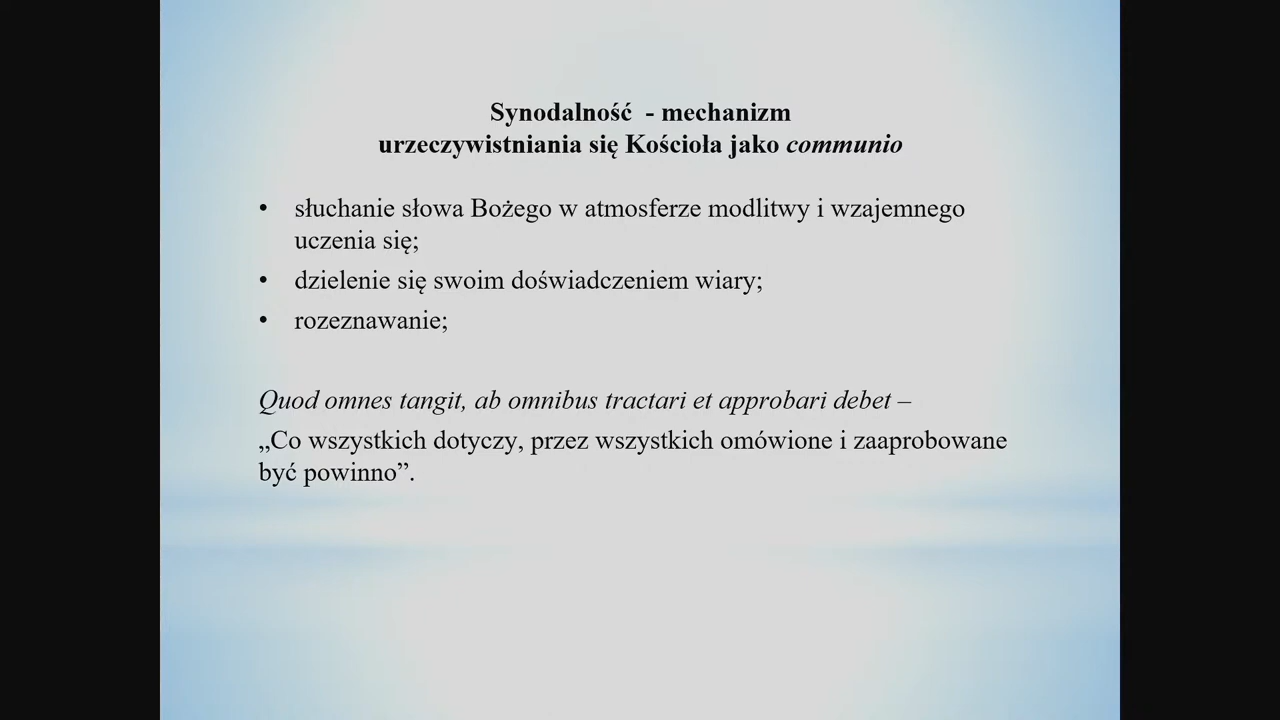 Synodalność - mechanizm
urzeczywistniania się Kościoła jako communio
• słuchanie słowa Bożego w atmosferze modlitwy i wzajemnego
uczenia się;
• dzielenie się swoim doświadczeniem wiary;
• rozeznawanie;
Quod omnes tangit, ab omnibus tractari et approbari debet –
„Co wszystkich dotyczy, przez wszystkich omówione i zaaprobowane
być powinno”.